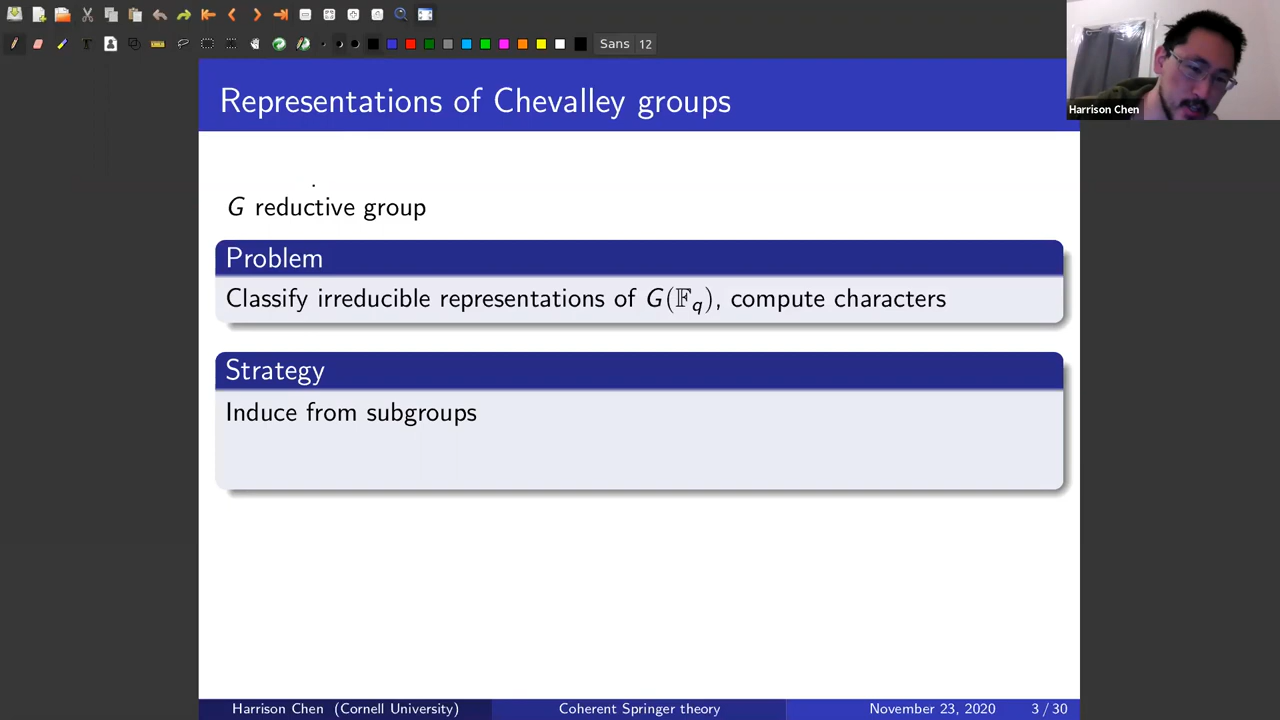 Sans 12
Harrison Chen
Representations of Chevalley groups
G reductive group
Problem
Classify irreducible representations of G(𝔽q), compute characters
Strategy
Induce from subgroups
Harrison Chen (Cornell University) Coherent Springer theory November 23, 2020 3 / 30